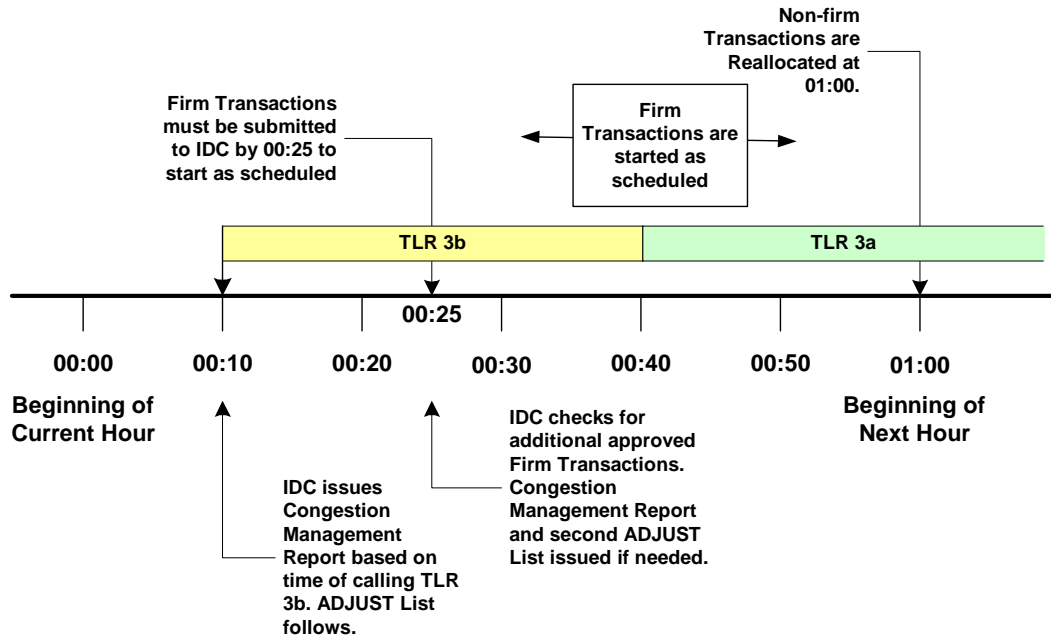 Non-firm
Transactions are
Reallocated at
01:00.
Firm Transactions
must be submitted
to IDC by 00:25 to
start as scheduled
Firm
Transactions are
started as
scheduled
TLR 3b
TLR 3a
00:25
00:00
00:10
00:20
00:30
00:40
00:50
01:00
Beginning of
Current Hour
Beginning of
Next Hour
IDC issues
Congestion
Management
Report based on
time of calling TLR
3b. ADJUST List
follows.
IDC checks for
additional approved
Firm Transactions.
Congestion
Management Report
and second ADJUST
List issued if needed.